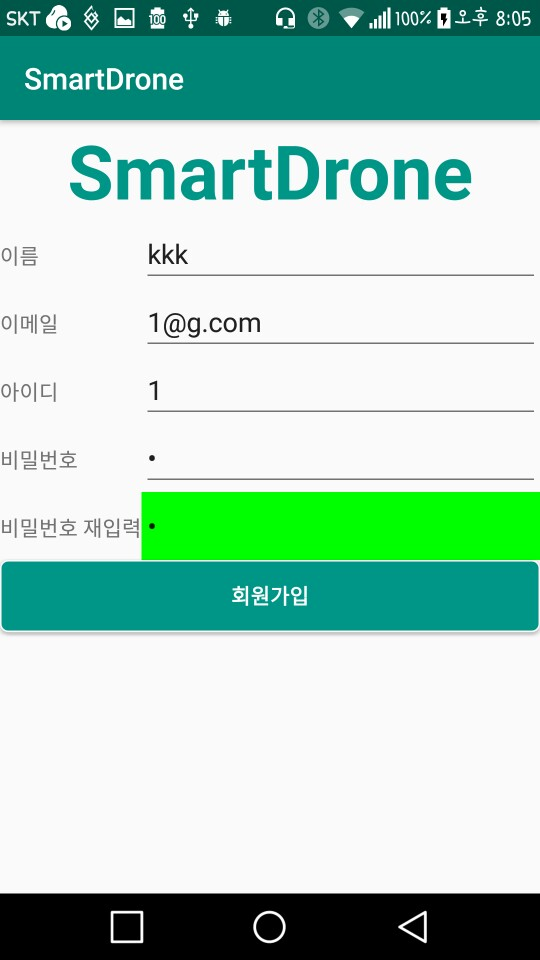 SKT 100 100% 오후 8:05
SmartDrone
SmartDrone
이름 kkk
이메일 1@g.com
아이디 1
비밀번호 •
비밀번호 재입력 •
회원가입